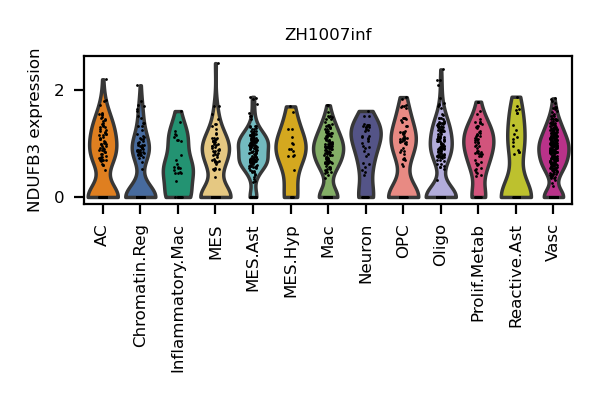 ZH1007inf
NDUFB3 expression
2
0
AC
Chromatin.Reg
Inflammatory.Mac
MES
MES.Ast
MES.Hyp
Mac
Neuron
OPC
Oligo
Prolif.Metab
Reactive.Ast
Vasc